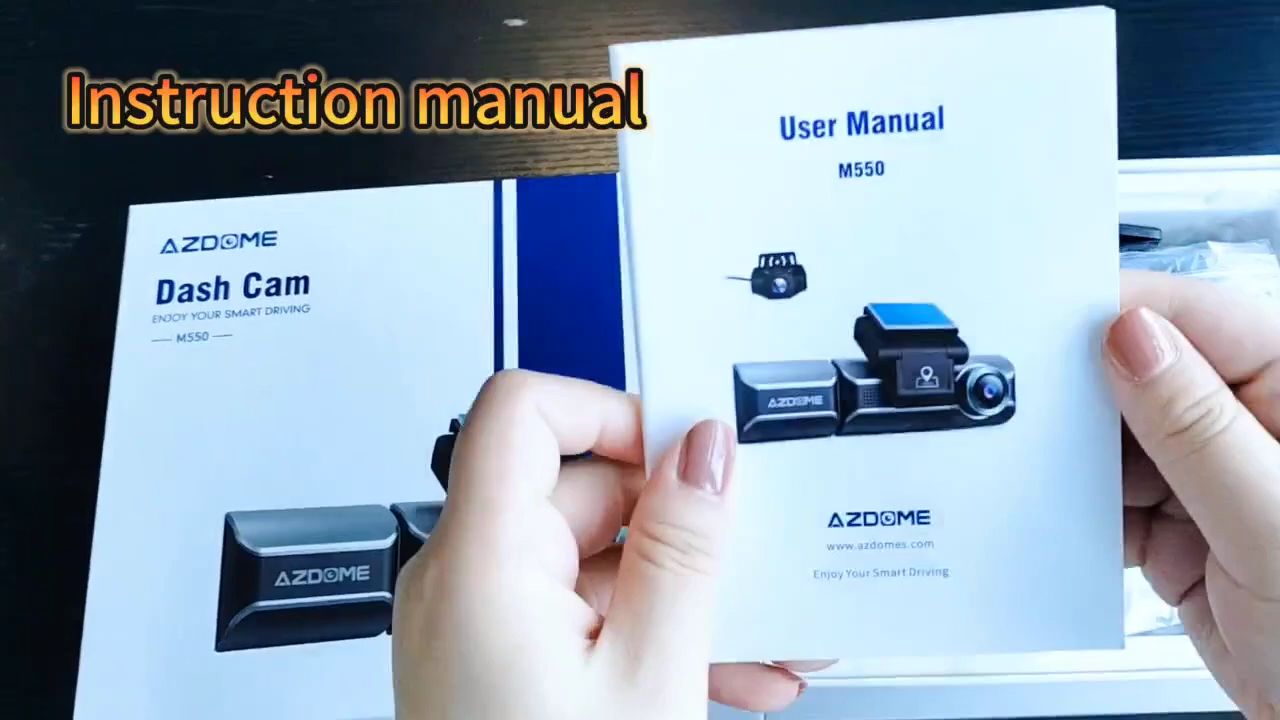 Instruction manual
User Manual
M550
AZDOME
AZDOME
www.azdomes.com
Enjoy Your Smart Driving
AZDOME
Dash Cam
ENJOY YOUR SMART DRIVING
M550
AZDOME